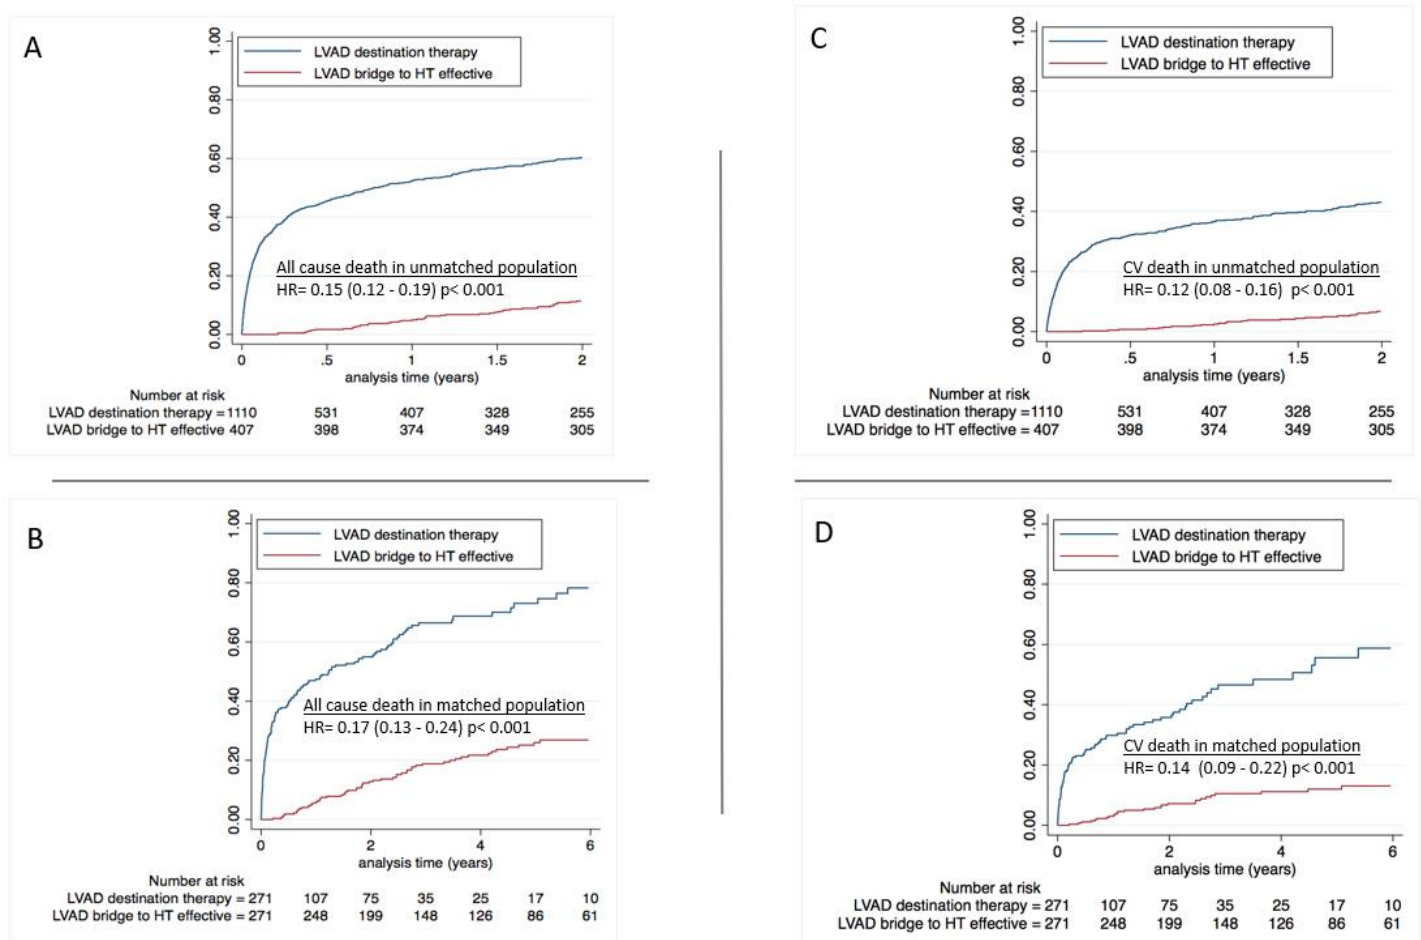 A
LVAD destination therapy
LVAD bridge to HT effective
1.00
0.80
0.60
0.40
0.20
0.00
All cause death in unmatched population
HR= 0.15 (0.12 - 0.19) p< 0.001
0 .5 1 1.5 2
analysis time (years)
Number at risk
LVAD destination therapy =1110 531 407 328 255
LVAD bridge to HT effective 407 398 374 349 305
C
LVAD destination therapy
LVAD bridge to HT effective
1.00
0.80
0.60
0.40
0.20
0.00
CV death in unmatched population
HR= 0.12 (0.08 - 0.16) p< 0.001
0 .5 1 1.5 2
analysis time (years)
Number at risk
LVAD destination therapy =1110 531 407 328 255
LVAD bridge to HT effective = 407 398 374 349 305
B
LVAD destination therapy
LVAD bridge to HT effective
1.00
0.80
0.60
0.40
0.20
0.00
All cause death in matched population
HR= 0.17 (0.13 - 0.24) p< 0.001
0 2 4 6
analysis time (years)
Number at risk
LVAD destination therapy = 271 107 75 35 25 17 10
LVAD bridge to HT effective = 271 248 199 148 126 86 61
D
LVAD destination therapy
LVAD bridge to HT effective
1.00
0.80
0.60
0.40
0.20
0.00
CV death in matched population
HR= 0.14 (0.09 - 0.22) p< 0.001
0 2 4 6
analysis time (years)
Number at risk
LVAD destination therapy = 271 107 75 35 25 17 10
LVAD bridge to HT effective = 271 248 199 148 126 86 61